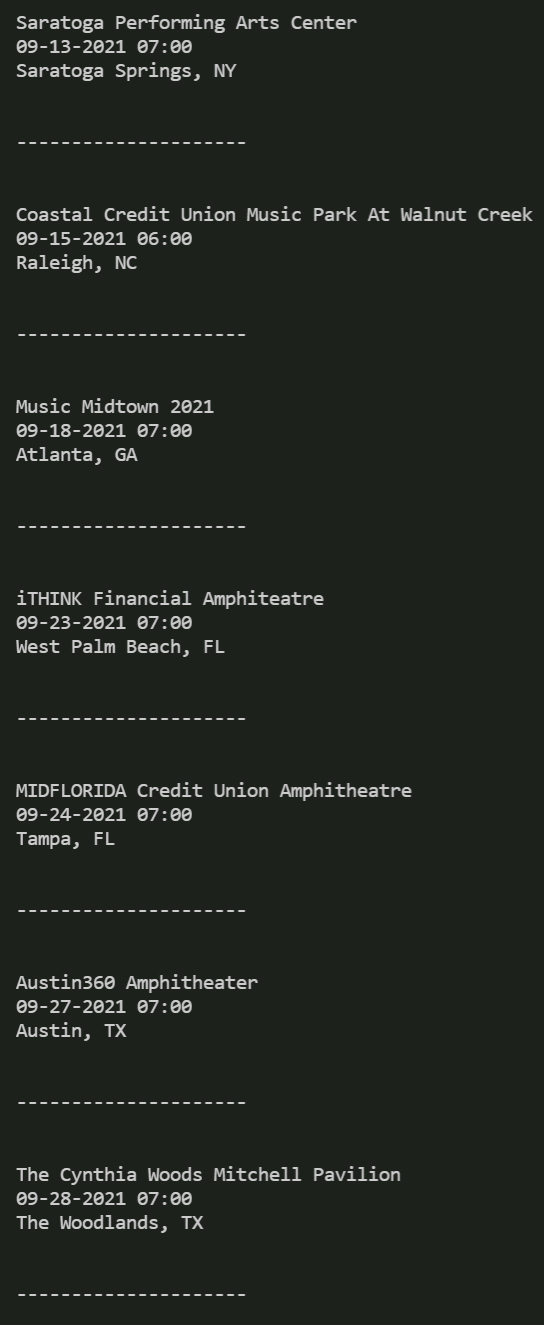 Saratoga Performing Arts Center
09-13-2021 07:00
Saratoga Springs, NY
---------------------
Coastal Credit Union Music Park At Walnut Creek
09-15-2021 06:00
Raleigh, NC
---------------------
Music Midtown 2021
09-18-2021 07:00
Atlanta, GA
---------------------
iTHINK Financial Amphiteatre
09-23-2021 07:00
West Palm Beach, FL
---------------------
MIDFLORIDA Credit Union Amphitheatre
09-24-2021 07:00
Tampa, FL
---------------------
Austin360 Amphitheater
09-27-2021 07:00
Austin, TX
---------------------
The Cynthia Woods Mitchell Pavilion
09-28-2021 07:00
The Woodlands, TX
---------------------